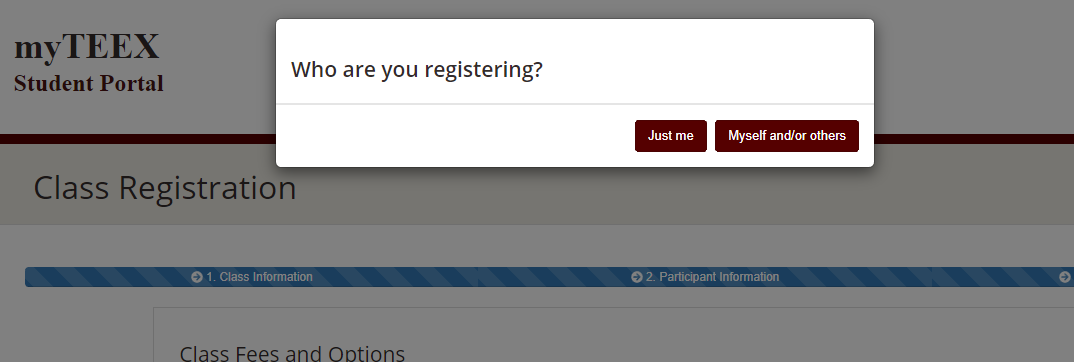 myTEEX
Student Portal
Who are you registering?
Just me
Myself and/or others
Class Registration
1. Class Information
2. Participant Information
Class Fees and Options